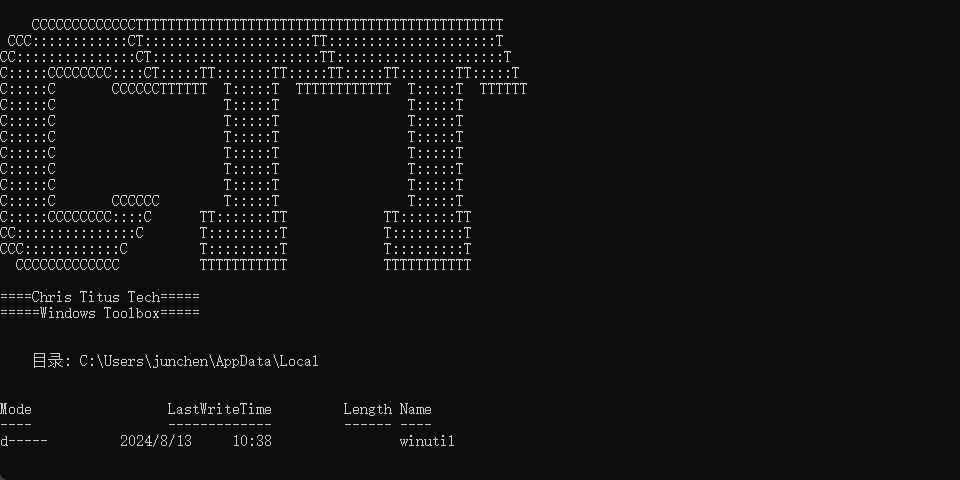 CCCCCCCCCCCCCTTTTTTTTTTTTTTTTTTTTTTTTTTTTTTTTTTTTTTTTTTTTTT
 CCC::::::::::::CT:::::::::::::::::::::TT:::::::::::::::::::::T
CC:::::::::::::::CT:::::::::::::::::::::TT:::::::::::::::::::::T
C:::::CCCCCCCC::::CT:::::TT:::::::TT:::::TT:::::TT:::::::TT:::::T
C:::::C       CCCCCCTTTTTT  T:::::T  TTTTTTTTTTTT  T:::::T  TTTTTT
C:::::C                     T:::::T                T:::::T
C:::::C                     T:::::T                T:::::T
C:::::C                     T:::::T                T:::::T
C:::::C                     T:::::T                T:::::T
C:::::C                     T:::::T                T:::::T
C:::::C                     T:::::T                T:::::T
C:::::C       CCCCCC        T:::::T                T:::::T
C:::::CCCCCCCC::::C      TT:::::::TT            TT:::::::TT
CC:::::::::::::::C       T:::::::::T            T:::::::::T
CCC::::::::::::C         T:::::::::T            T:::::::::T
  CCCCCCCCCCCCC          TTTTTTTTTTT            TTTTTTTTTTT
====Chris Titus Tech=====
=====Windows Toolbox=====
目录: C:\Users\junchen\AppData\Local
Mode                 LastWriteTime         Length Name
----                 -------------         ------ ----
d-----         2024/8/13     10:38                winutil